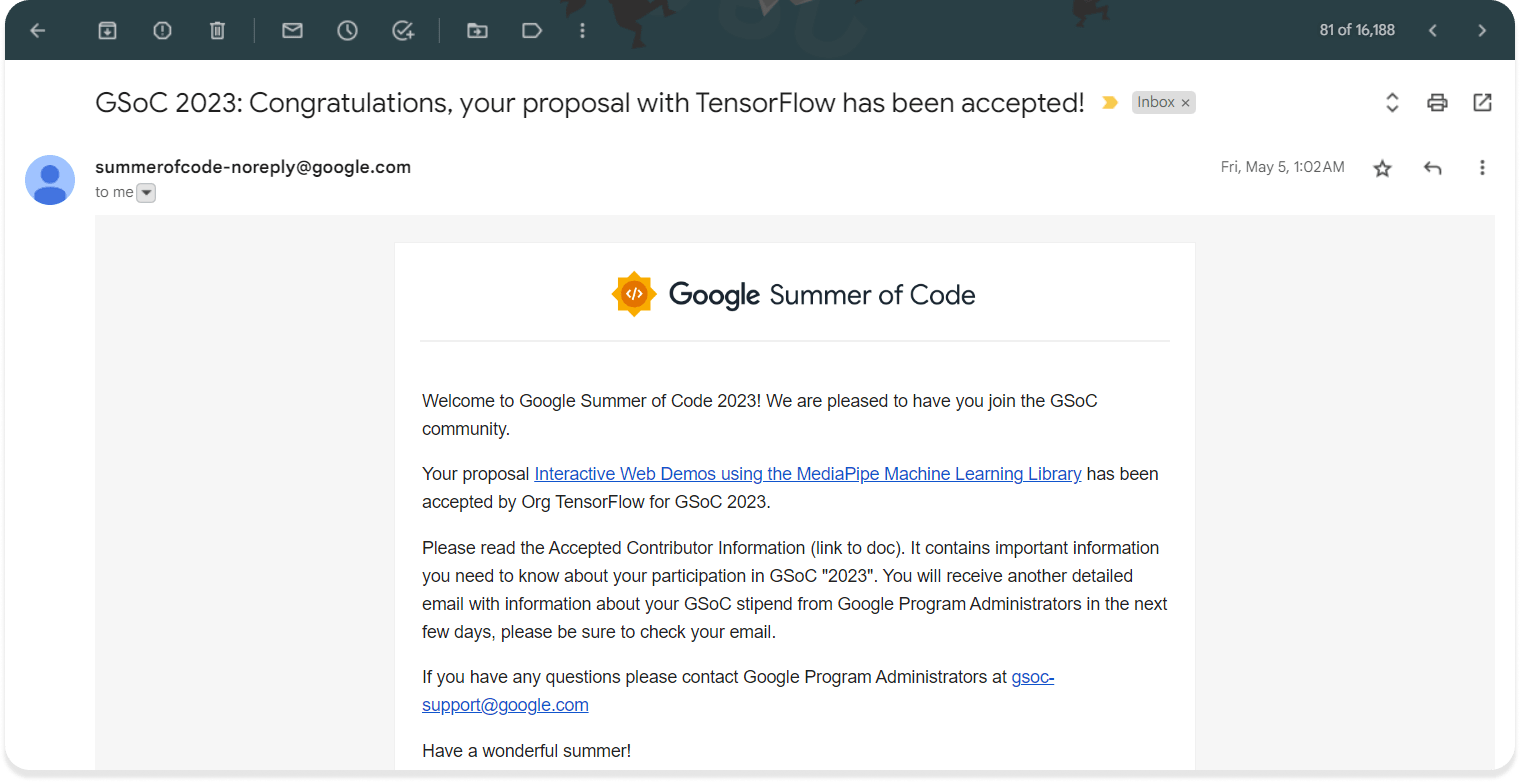 81 of 16,188
GSoC 2023: Congratulations, your proposal with TensorFlow has been accepted!
Inbox ×
summerofcode-noreply@google.com
Fri, May 5, 1:02 AM
to me
Google Summer of Code
Welcome to Google Summer of Code 2023! We are pleased to have you join the GSoC
community.
Your proposal Interactive Web Demos using the MediaPipe Machine Learning Library has been
accepted by Org TensorFlow for GSoC 2023.
Please read the Accepted Contributor Information (link to doc). It contains important information
you need to know about your participation in GSoC "2023". You will receive another detailed
email with information about your GSoC stipend from Google Program Administrators in the next
few days, please be sure to check your email.
If you have any questions please contact Google Program Administrators at gsoc-
support@google.com
Have a wonderful summer!